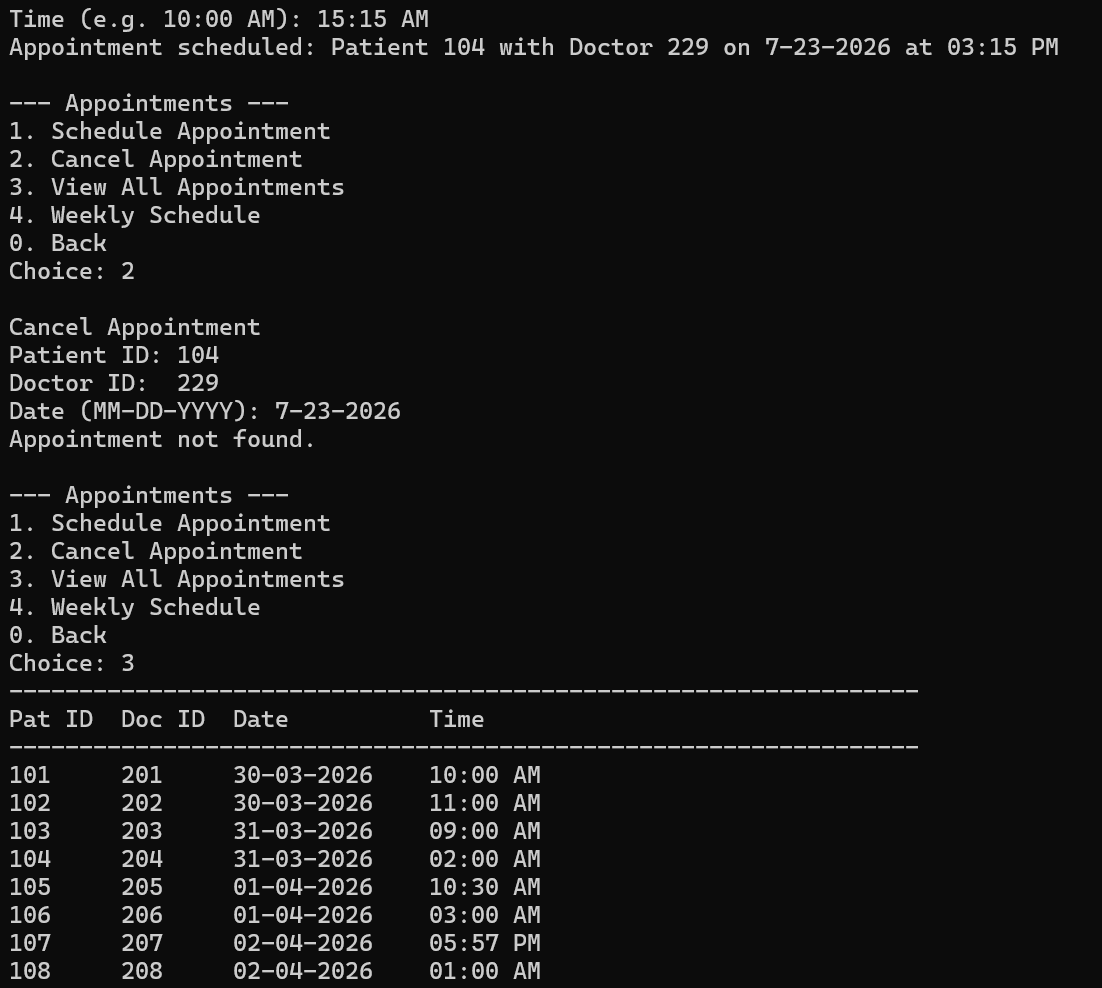 Time (e.g. 10:00 AM): 15:15 AM
Appointment scheduled: Patient 104 with Doctor 229 on 7-23-2026 at 03:15 PM
--- Appointments ---
1. Schedule Appointment
2. Cancel Appointment
3. View All Appointments
4. Weekly Schedule
0. Back
Choice: 2
Cancel Appointment
Patient ID: 104
Doctor ID:  229
Date (MM-DD-YYYY): 7-23-2026
Appointment not found.
--- Appointments ---
1. Schedule Appointment
2. Cancel Appointment
3. View All Appointments
4. Weekly Schedule
0. Back
Choice: 3
-----------------------------------------------------------------
Pat ID  Doc ID  Date          Time
-----------------------------------------------------------------
101     201     30-03-2026    10:00 AM
102     202     30-03-2026    11:00 AM
103     203     31-03-2026    09:00 AM
104     204     31-03-2026    02:00 AM
105     205     01-04-2026    10:30 AM
106     206     01-04-2026    03:00 AM
107     207     02-04-2026    05:57 PM
108     208     02-04-2026    01:00 AM